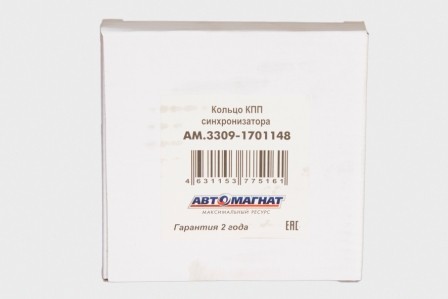 Кольцо КПП
синхронизатора
АМ.3309-1701148
4 631153 775161
АВТОМАГНАТ
МАКСИМАЛЬНЫЙ РЕСУРС
Гарантия 2 года EAC